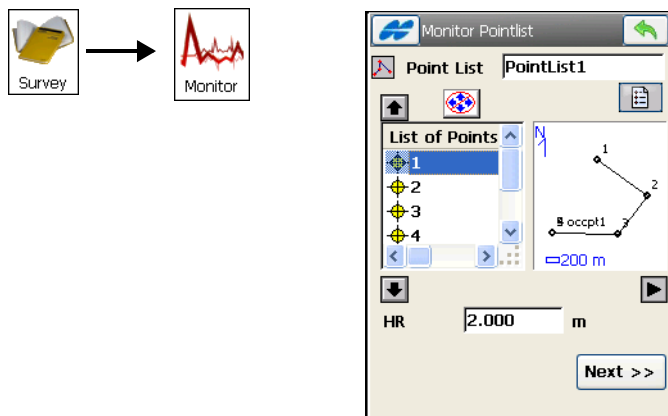 Survey
Monitor
Monitor Pointlist
Point List PointList1
List of Points
1
2
3
4
N
1
2
3
occpt1
200 m
HR 2.000 m
Next >>